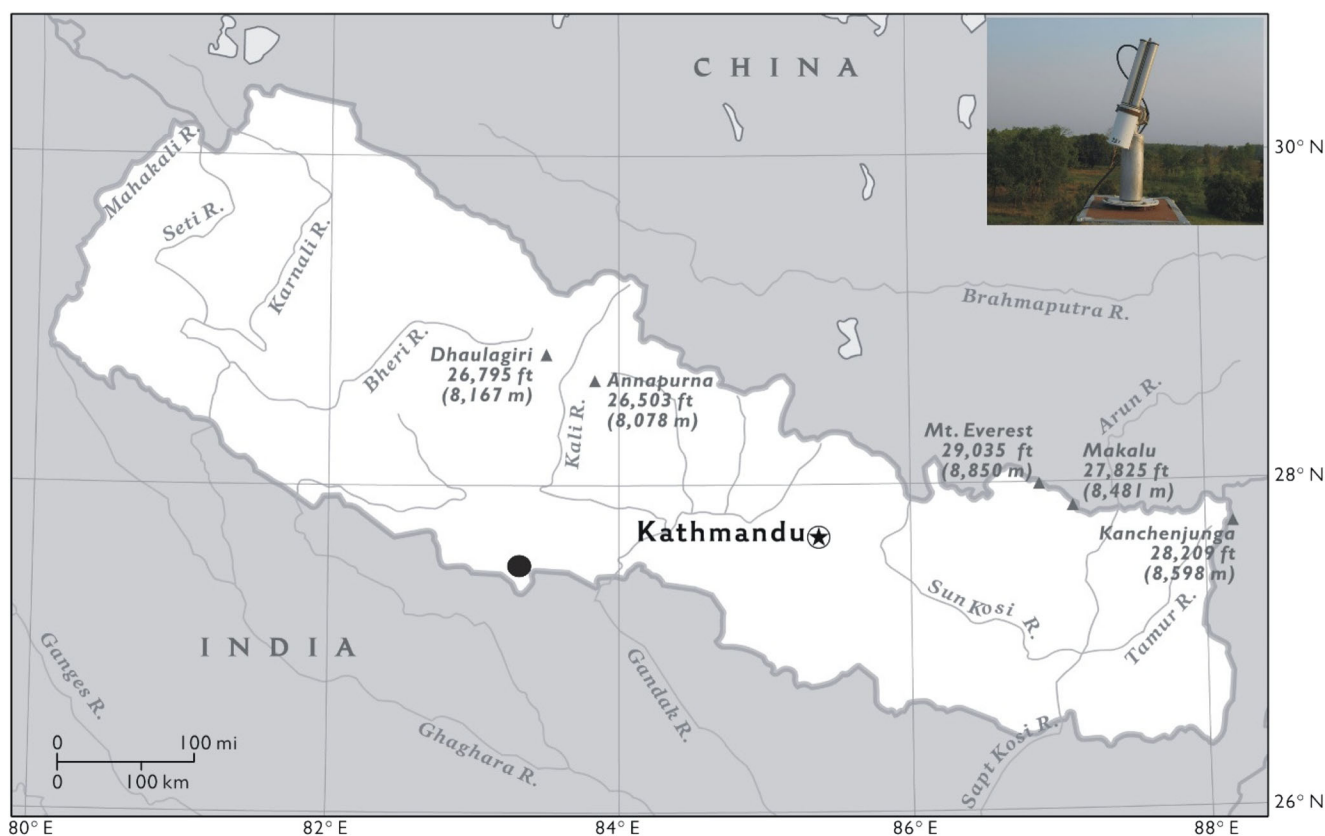 CHINA
30° N
Mahakali R.
Seti R.
Karnali R.
Brahmaputra R.
Bheri R.
Dhaulagiri
26,795 ft
(8,167 m)
Annapurna
26,503 ft
(8,078 m)
Kali R.
Arun R.
Mt. Everest
29,035 ft
(8,850 m)
Makalu
27,825 ft
(8,481 m)
28° N
Kathmandu
Kanchenjunga
28,209 ft
(8,598 m)
Sun Kosi R.
Tamur R.
INDIA
Ganges R.
Gandak R.
Ghaghara R.
Sapt Kosi R.
0 100 mi
0 100 km
26° N
80° E 82° E 84° E 86° E 88° E